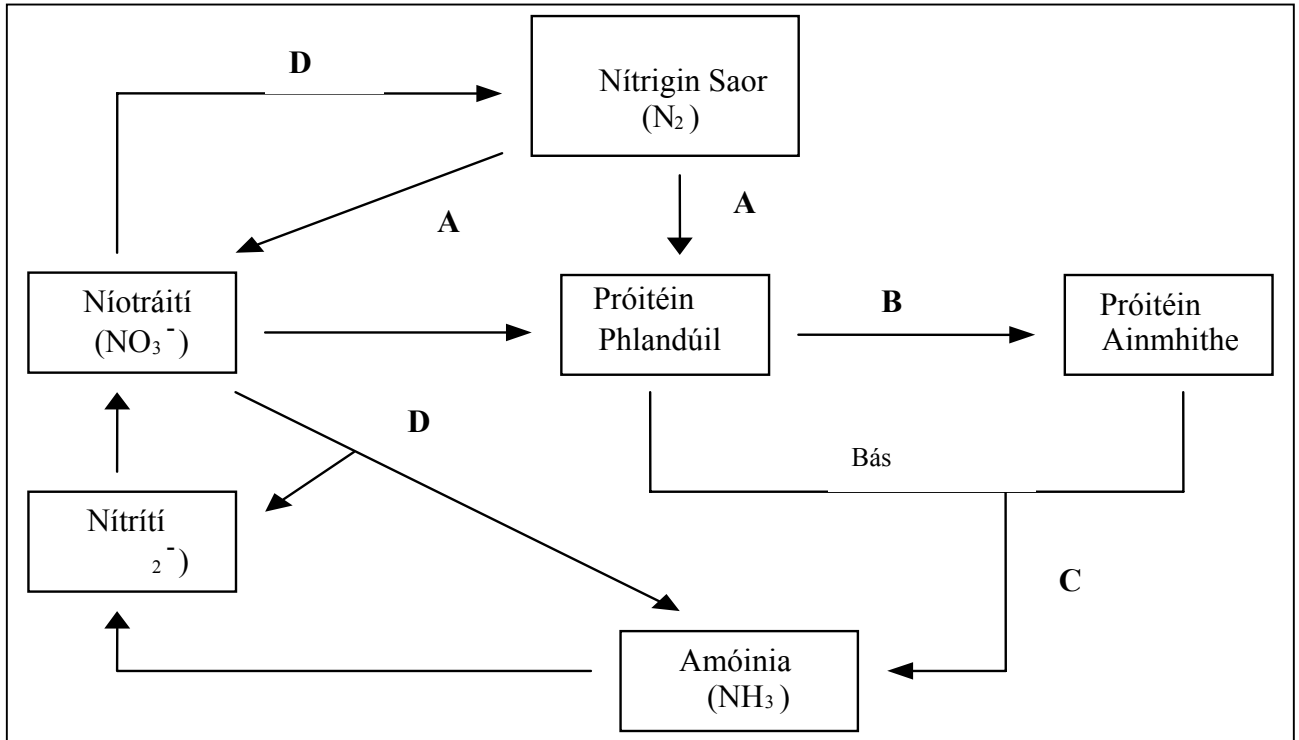 D
Nítrigin Saor
(N₂ )
A
A
Níotráití
(NO₃⁻)
Próitéin
Phlandúil
B
Próitéin
Ainmhithe
D
Bás
Nítrítí
₂⁻)
C
Amóinia
(NH₃ )